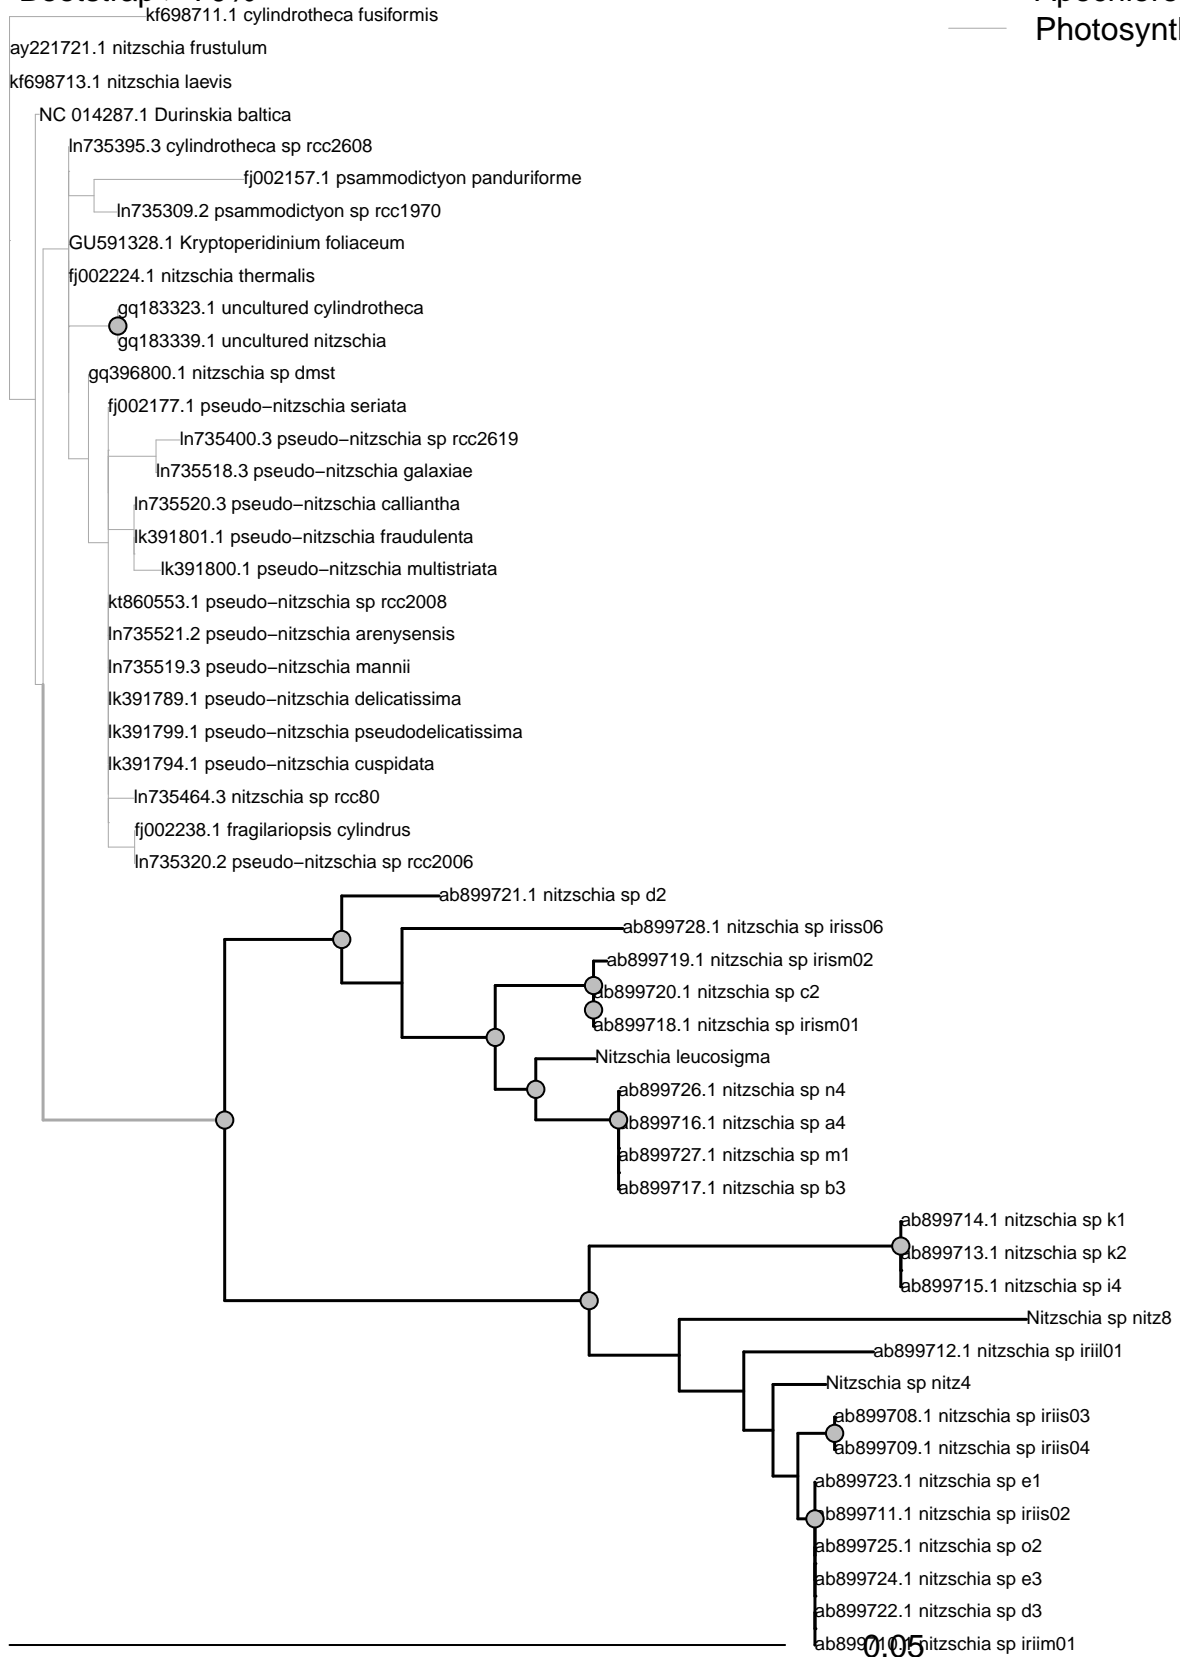 kf698711.1 cylindrotheca fusiformis
Photosynth
ay221721.1 nitzschia frustulum
kf698713.1 nitzschia laevis
NC 014287.1 Durinskia baltica
ln735395.3 cylindrotheca sp rcc2608
fj002157.1 psammodictyon panduriforme
ln735309.2 psammodictyon sp rcc1970
GU591328.1 Kryptoperidinium foliaceum
fj002224.1 nitzschia thermalis
gq183323.1 uncultured cylindrotheca
gq183339.1 uncultured nitzschia
gq396800.1 nitzschia sp dmst
fj002177.1 pseudo−nitzschia seriata
ln735400.3 pseudo−nitzschia sp rcc2619
ln735518.3 pseudo−nitzschia galaxiae
ln735520.3 pseudo−nitzschia calliantha
lk391801.1 pseudo−nitzschia fraudulenta
lk391800.1 pseudo−nitzschia multistriata
kt860553.1 pseudo−nitzschia sp rcc2008
ln735521.2 pseudo−nitzschia arenysensis
ln735519.3 pseudo−nitzschia mannii
lk391789.1 pseudo−nitzschia delicatissima
lk391799.1 pseudo−nitzschia pseudodelicatissima
lk391794.1 pseudo−nitzschia cuspidata
ln735464.3 nitzschia sp rcc80
fj002238.1 fragilariopsis cylindrus
ln735320.2 pseudo−nitzschia sp rcc2006
ab899721.1 nitzschia sp d2
ab899728.1 nitzschia sp iriss06
ab899719.1 nitzschia sp irism02
ab899720.1 nitzschia sp c2
ab899718.1 nitzschia sp irism01
Nitzschia leucosigma
ab899726.1 nitzschia sp n4
ab899716.1 nitzschia sp a4
ab899727.1 nitzschia sp m1
ab899717.1 nitzschia sp b3
ab899714.1 nitzschia sp k1
ab899713.1 nitzschia sp k2
ab899715.1 nitzschia sp i4
Nitzschia sp nitz8
ab899712.1 nitzschia sp iriil01
Nitzschia sp nitz4
ab899708.1 nitzschia sp iriis03
ab899709.1 nitzschia sp iriis04
ab899723.1 nitzschia sp e1
ab899711.1 nitzschia sp iriis02
ab899725.1 nitzschia sp o2
ab899724.1 nitzschia sp e3
ab899722.1 nitzschia sp d3
ab899710.1 nitzschia sp iriim01
0.05